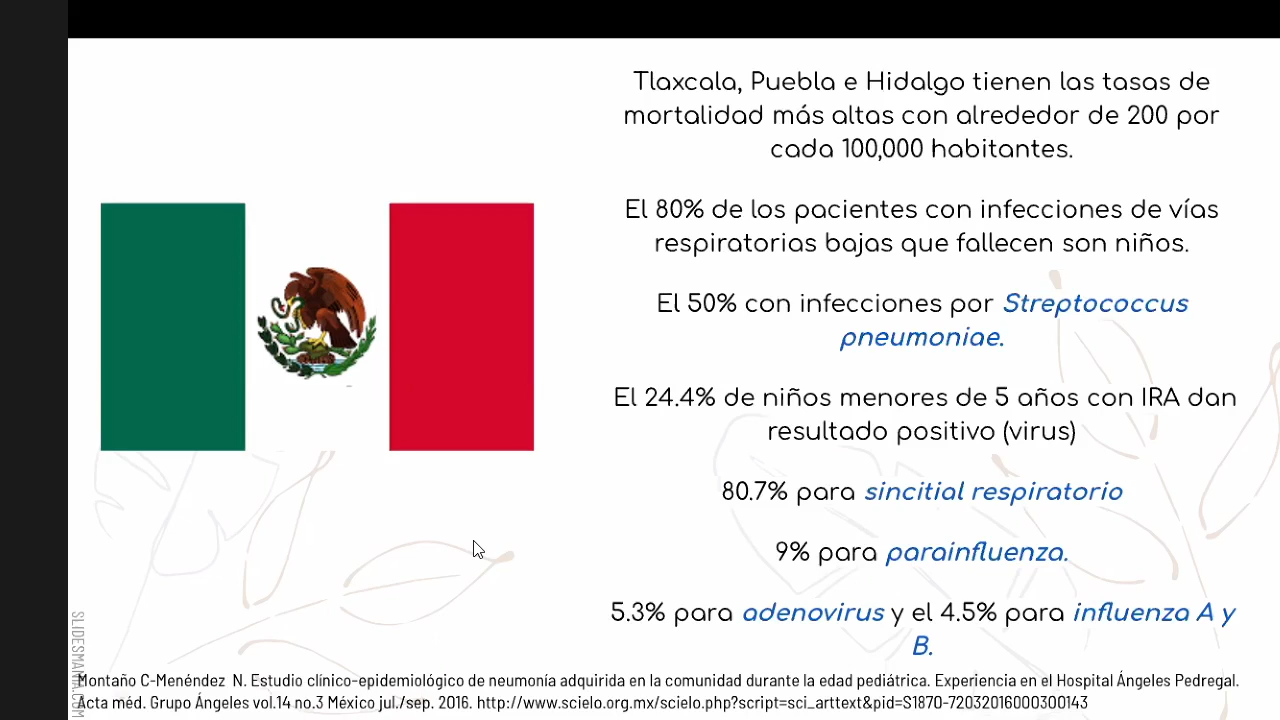 Tlaxcala, Puebla e Hidalgo tienen las tasas de
mortalidad más altas con alrededor de 200 por
cada 100,000 habitantes.
El 80% de los pacientes con infecciones de vías
respiratorias bajas que fallecen son niños.
El 50% con infecciones por Streptococcus
pneumoniae.
El 24.4% de niños menores de 5 años con IRA dan
resultado positivo (virus)
80.7% para sincitial respiratorio
9% para parainfluenza.
5.3% para adenovirus y el 4.5% para influenza A y
B.
SLIDESMANIA.COM
Montaño C-Menéndez N. Estudio clínico-epidemiológico de neumonía adquirida en la comunidad durante la edad pediátrica. Experiencia en el Hospital Ángeles Pedregal.
Acta méd. Grupo Ángeles vol.14 no.3 México jul./sep. 2016. http://www.scielo.org.mx/scielo.php?script=sci_arttext&pid=S1870-72032016000300143